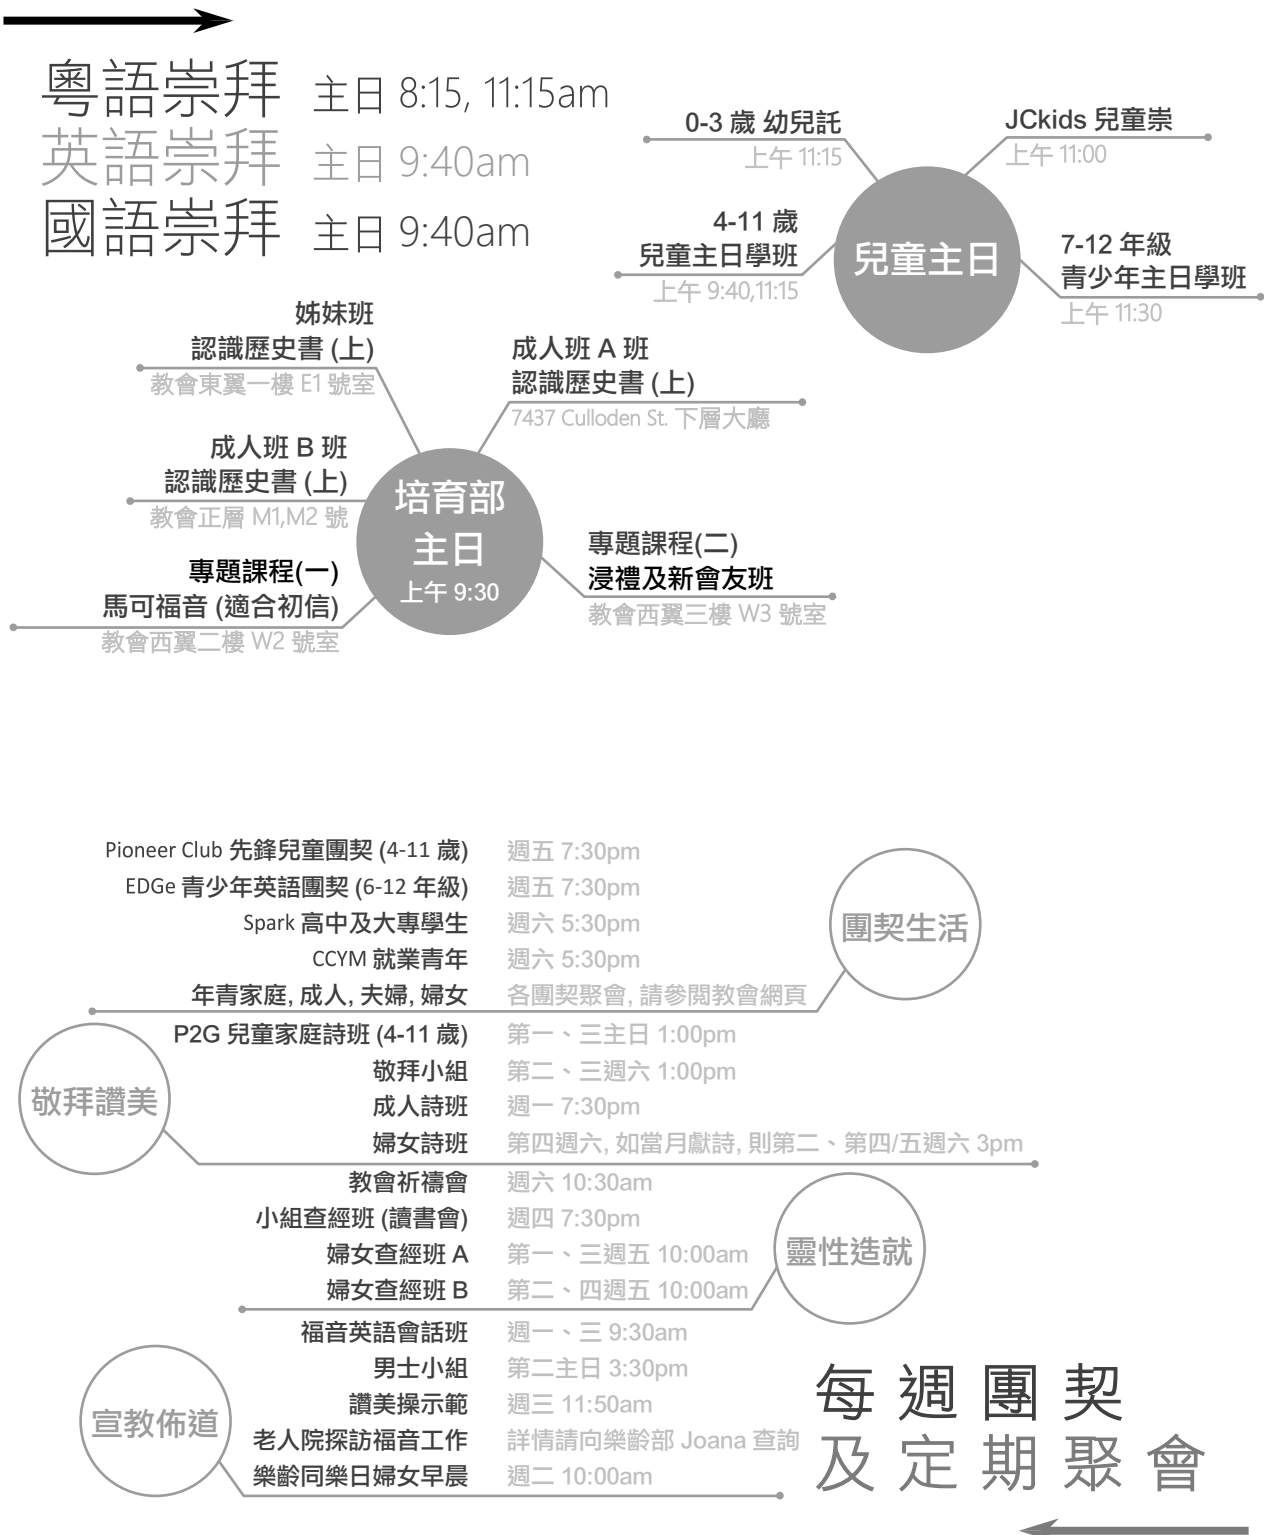 粵語崇拜 主日 8:15, 11:15am
英語崇拜 主日 9:40am
國語崇拜 主日 9:40am
0-3 歲 幼兒託
上午 11:15
JCkids 兒童崇
上午 11:00
4-11 歲
兒童主日學班
上午 9:40,11:15
兒童主日
7-12 年級
青少年主日學班
上午 11:30
姊妹班
認識歷史書 (上)
教會東翼一樓 E1 號室
成人班 A 班
認識歷史書 (上)
7437 Culloden St. 下層大廳
成人班 B 班
認識歷史書 (上)
教會正層 M1,M2 號
培育部
主日
上午 9:30
專題課程(一)
馬可福音 (適合初信)
教會西翼二樓 W2 號室
專題課程(二)
浸禮及新會友班
教會西翼三樓 W3 號室
Pioneer Club 先鋒兒童團契 (4-11 歲) 週五 7:30pm
EDGe 青少年英語團契 (6-12 年級) 週五 7:30pm
Spark 高中及大專學生 週六 5:30pm
CCYM 就業青年 週六 5:30pm
年青家庭, 成人, 夫婦, 婦女 各團契聚會, 請參閱教會網頁
團契生活
P2G 兒童家庭詩班 (4-11 歲) 第一、三主日 1:00pm
敬拜小組 第二、三週六 1:00pm
成人詩班 週一 7:30pm
婦女詩班 第四週六, 如當月獻詩, 則第二、第四/五週六 3pm
敬拜讚美
教會祈禱會 週六 10:30am
小組查經班 (讀書會) 週四 7:30pm
婦女查經班 A 第一、三週五 10:00am
婦女查經班 B 第二、四週五 10:00am
靈性造就
福音英語會話班 週一、三 9:30am
男士小組 第二主日 3:30pm
讚美操示範 週三 11:50am
老人院探訪福音工作 詳情請向樂齡部 Joana 查詢
樂齡同樂日婦女早晨 週二 10:00am
宣教佈道
每週團契
及定期聚會